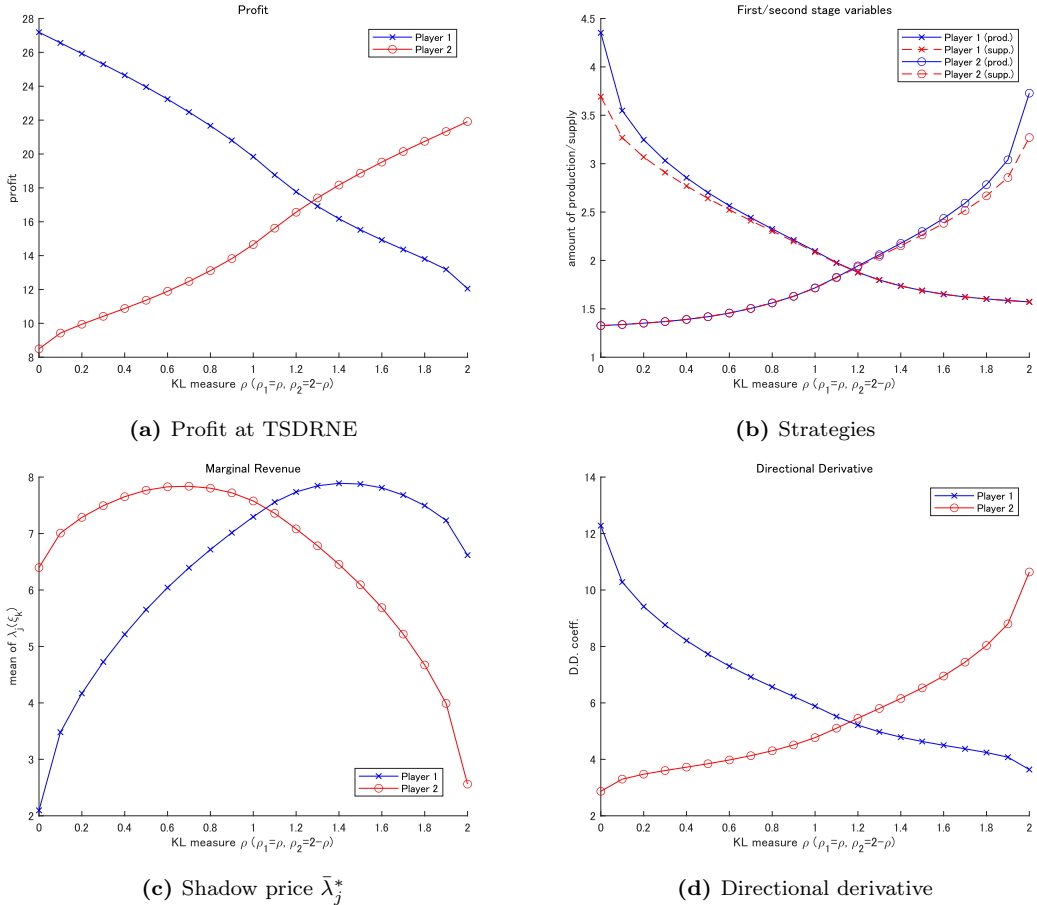 Profit
28
26
24
22
20
18
16
14
12
10
8
profit
Player 1
Player 2
0 0.2 0.4 0.6 0.8 1 1.2 1.4 1.6 1.8 2
KL measure ρ (ρ₁=ρ, ρ₂=2-ρ)
(a) Profit at TSDRNE
First/second stage variables
4.5
4
3.5
3
2.5
2
1.5
1
amount of production/supply
Player 1 (prod.)
Player 1 (supp.)
Player 2 (prod.)
Player 2 (supp.)
0 0.2 0.4 0.6 0.8 1 1.2 1.4 1.6 1.8 2
KL measure ρ (ρ₁=ρ, ρ₂=2-ρ)
(b) Strategies
Marginal Revenue
8
7
6
5
4
3
2
mean of λⱼ(ξₖ)
Player 1
Player 2
0 0.2 0.4 0.6 0.8 1 1.2 1.4 1.6 1.8 2
KL measure ρ (ρ₁=ρ, ρ₂=2-ρ)
(c) Shadow price λ̄*ⱼ
Directional Derivative
14
12
10
8
6
4
2
D.D. coeff.
Player 1
Player 2
0 0.2 0.4 0.6 0.8 1 1.2 1.4 1.6 1.8 2
KL measure ρ (ρ₁=ρ, ρ₂=2-ρ)
(d) Directional derivative